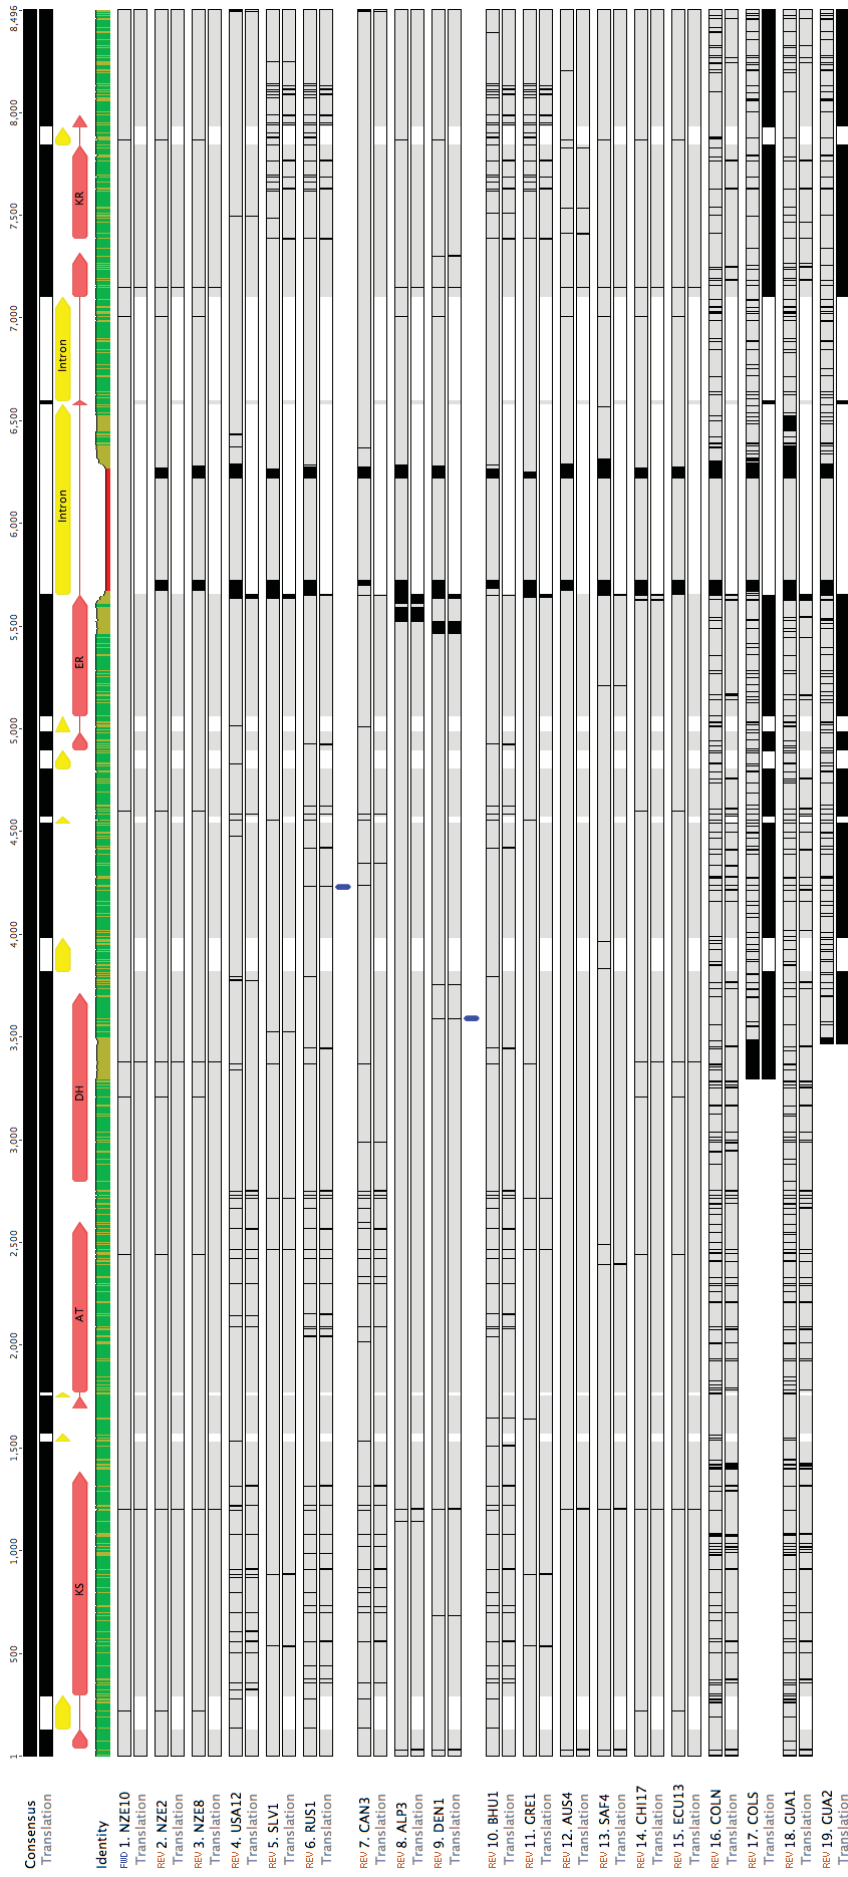 1
500
1,000
1,500
2,000
2,500
3,000
3,500
4,000
4,500
5,000
5,500
6,000
6,500
7,000
7,500
8,000
8,496
Consensus
Translation
Intron
Intron
KS
AT
DH
ER
KR
Identity
FWD 1. NZE10
Translation
REV 2. NZE2
Translation
REV 3. NZE8
Translation
REV 4. USA12
Translation
REV 5. SLV1
Translation
REV 6. RUS1
Translation
REV 7. CAN3
Translation
REV 8. ALP3
Translation
REV 9. DEN1
Translation
REV 10. BHU1
Translation
REV 11. GRE1
Translation
REV 12. AUS4
Translation
REV 13. SAF4
Translation
REV 14. CHI17
Translation
REV 15. ECU13
Translation
REV 16. COLN
Translation
REV 17. COLS
Translation
REV 18. GUA1
Translation
REV 19. GUA2
Translation